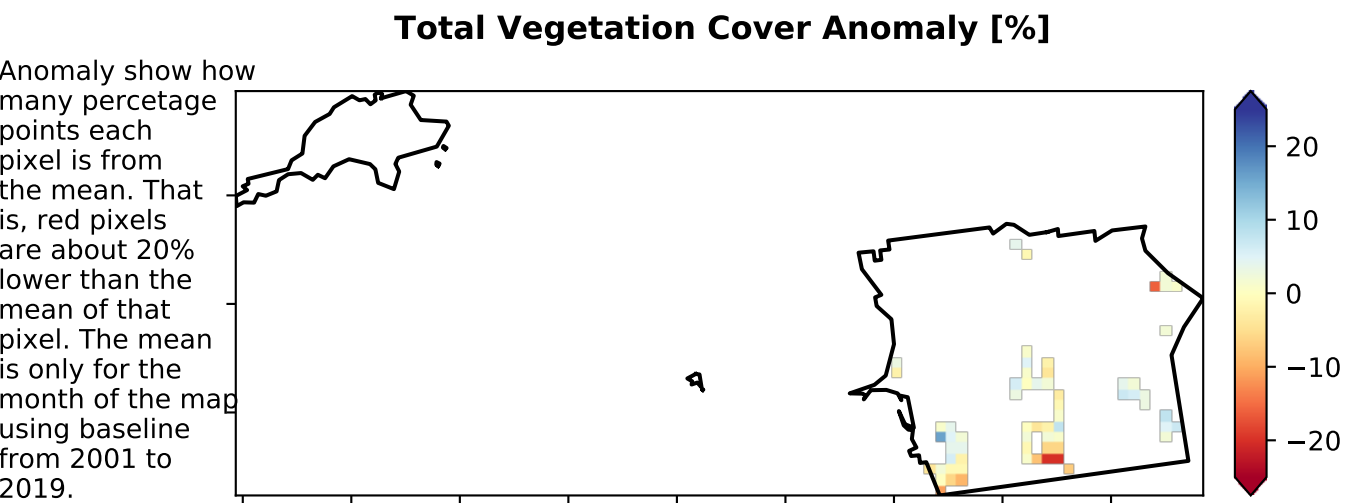 Total Vegetation Cover Anomaly [%]
Anomaly show how
many percetage
points each
pixel is from
the mean. That
is, red pixels
are about 20%
lower than the
mean of that
pixel. The mean
is only for the
month of the map
using baseline
from 2001 to
2019.
20
10
0
−10
−20